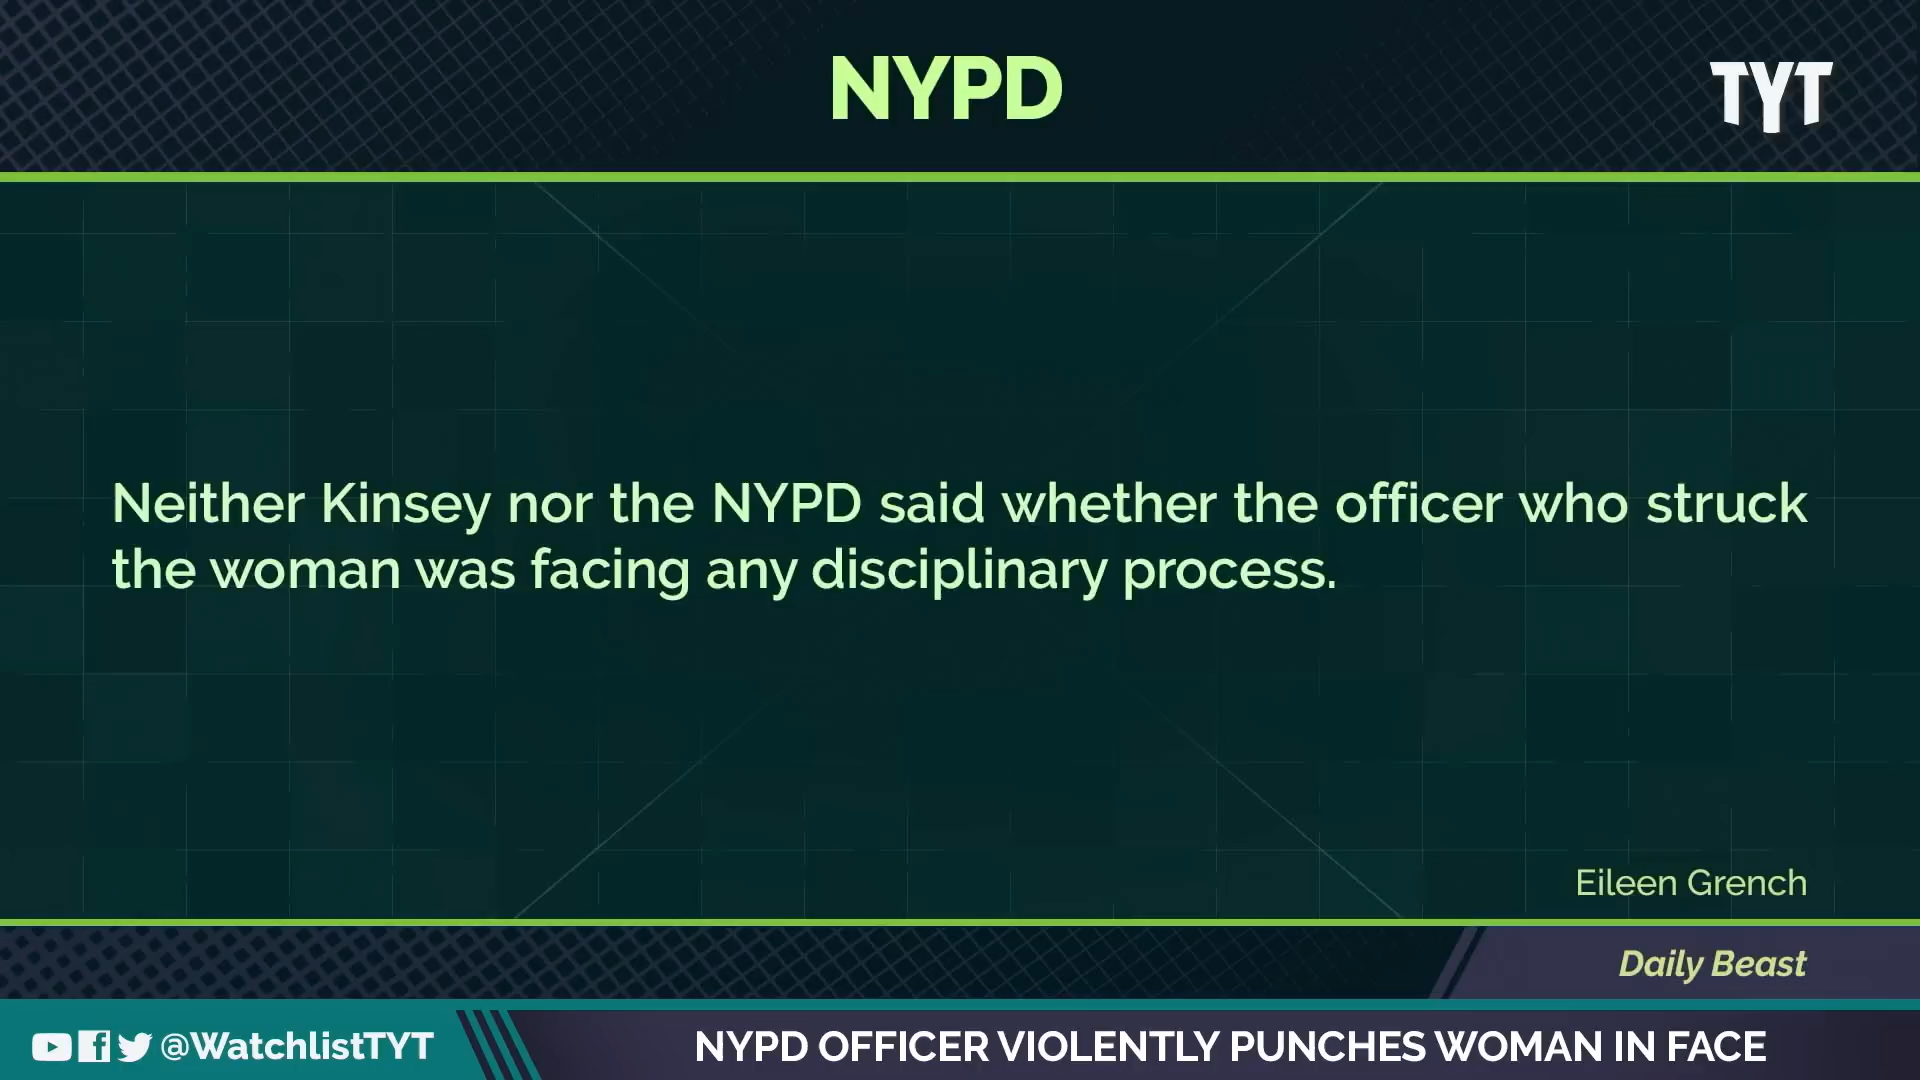 NYPD
TYT
Neither Kinsey nor the NYPD said whether the officer who struck
the woman was facing any disciplinary process.
Eileen Grench
Daily Beast
@WatchlistTYT
NYPD OFFICER VIOLENTLY PUNCHES WOMAN IN FACE